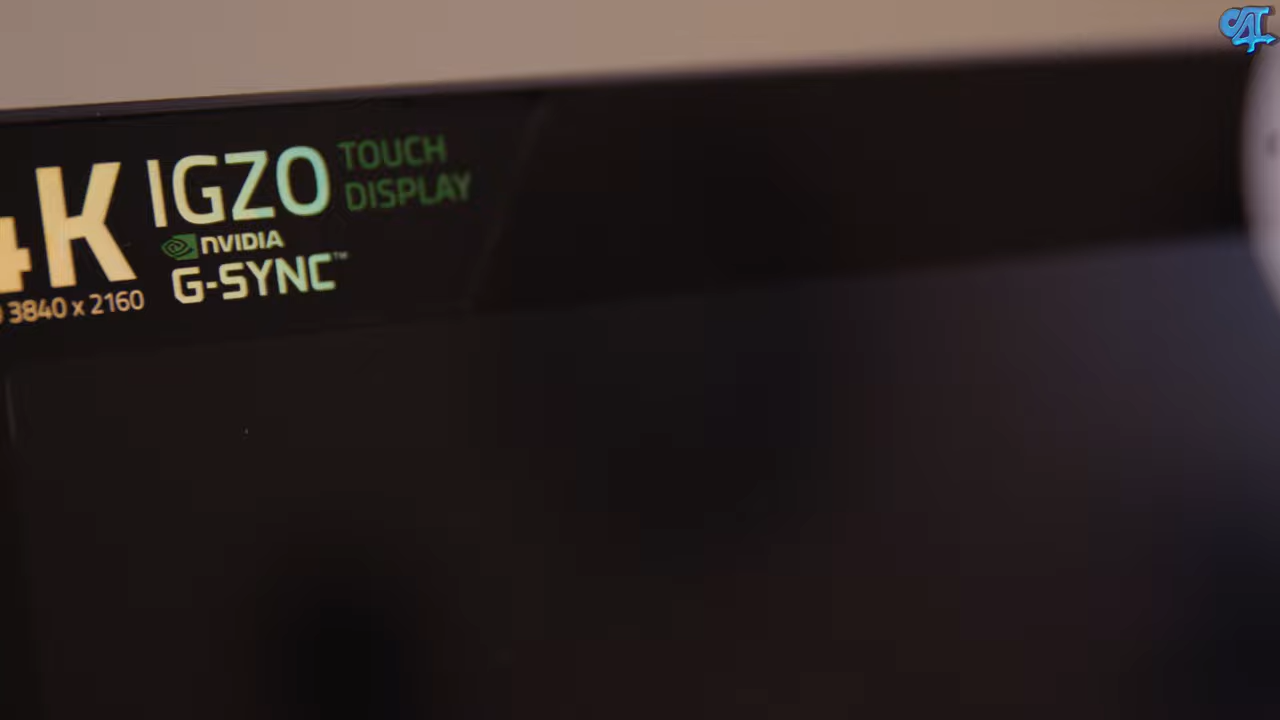 4K IGZO TOUCH
DISPLAY
NVIDIA
G-SYNC™
3840 x 2160